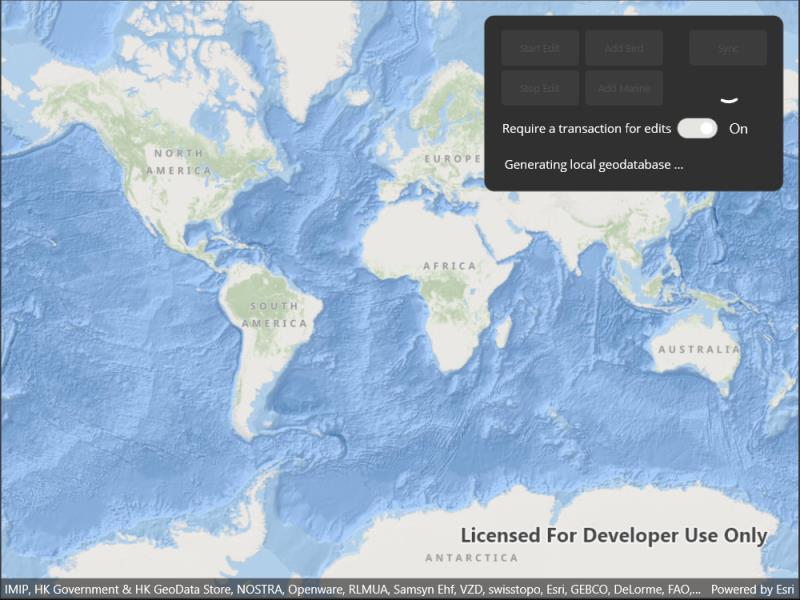 Start Edit
Add Bird
Sync
Stop Edit
Add Marine
Require a transaction for edits
On
Generating local geodatabase ...
NORTH
AMERICA
EUROPE
AFRICA
SOUTH
AMERICA
AUSTRALIA
Licensed For Developer Use Only
ANTARCTICA
IMIP, HK Government & HK GeoData Store, NOSTRA, Openware, RLMUA, Samsyn Ehf, VZD, swisstopo, Esri, GEBCO, DeLorme, FAO,... Powered by Esri